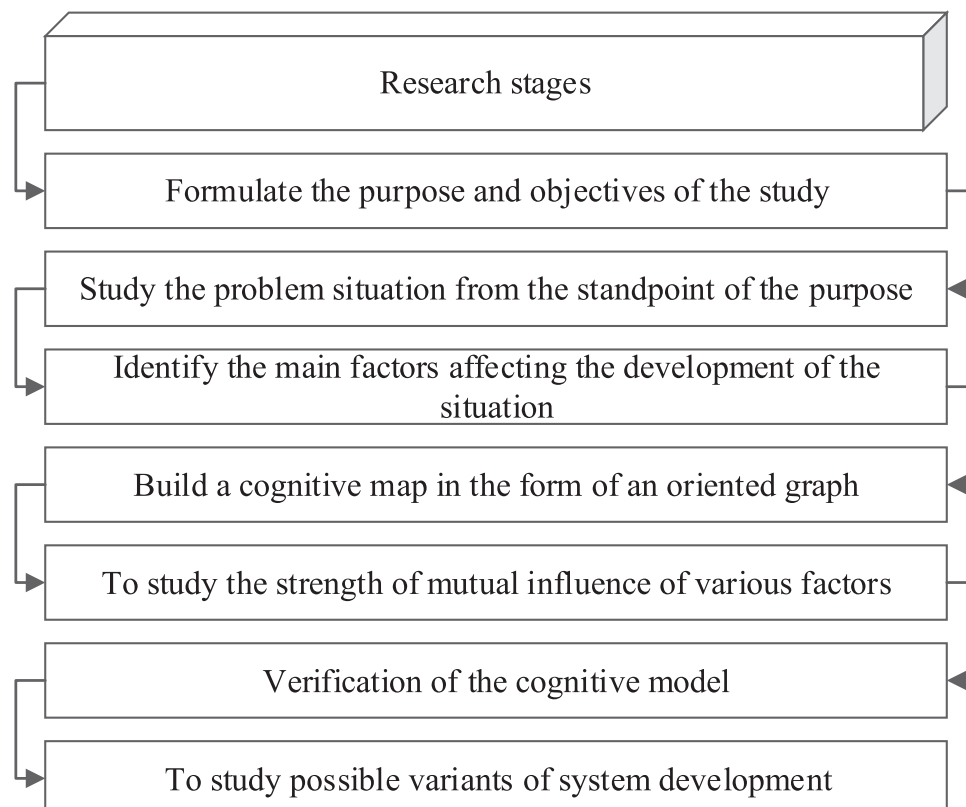 Research stages
Formulate the purpose and objectives of the study
Study the problem situation from the standpoint of the purpose
Identify the main factors affecting the development of the
situation
Build a cognitive map in the form of an oriented graph
To study the strength of mutual influence of various factors
Verification of the cognitive model
To study possible variants of system development